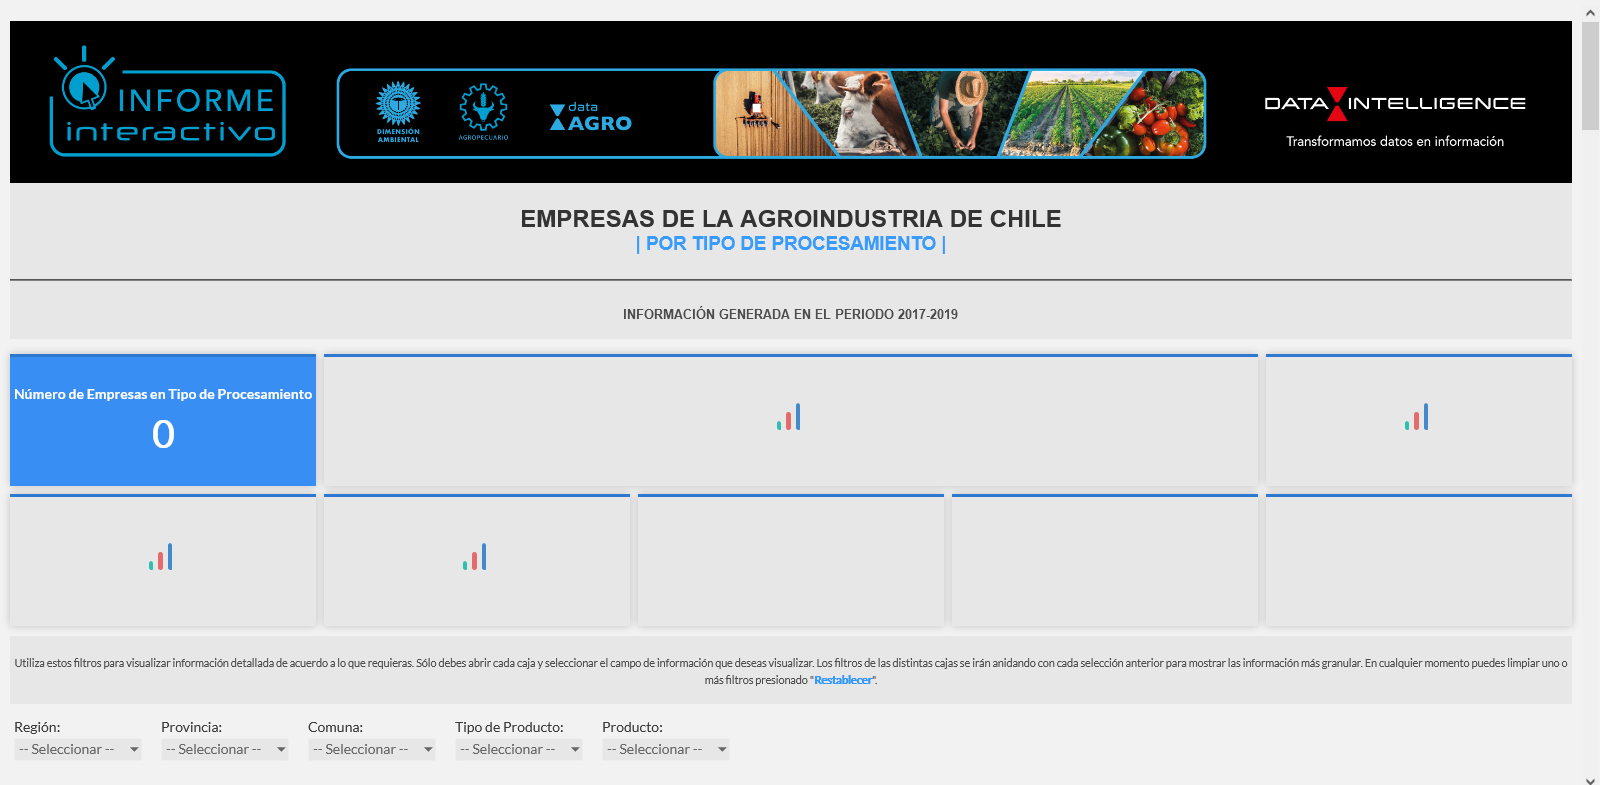 INFORME
interactivo
DIMENSIÓN
AMBIENTAL
AGROPECUARIO
data
AGRO
DATA INTELLIGENCE
Transformamos datos en información
EMPRESAS DE LA AGROINDUSTRIA DE CHILE
| POR TIPO DE PROCESAMIENTO |
INFORMACIÓN GENERADA EN EL PERIODO 2017-2019
Número de Empresas en Tipo de Procesamiento
0
Utiliza estos filtros para visualizar información detallada de acuerdo a lo que requieras. Sólo debes abrir cada caja y seleccionar el campo de información que deseas visualizar. Los filtros de las distintas cajas se irán anidando con cada selección anterior para mostrar las información más granular. En cualquier momento puedes limpiar uno o
más filtros presionado "Restablecer".
Región: Provincia: Comuna: Tipo de Producto: Producto:
-- Seleccionar -- -- Seleccionar -- -- Seleccionar -- -- Seleccionar -- -- Seleccionar --